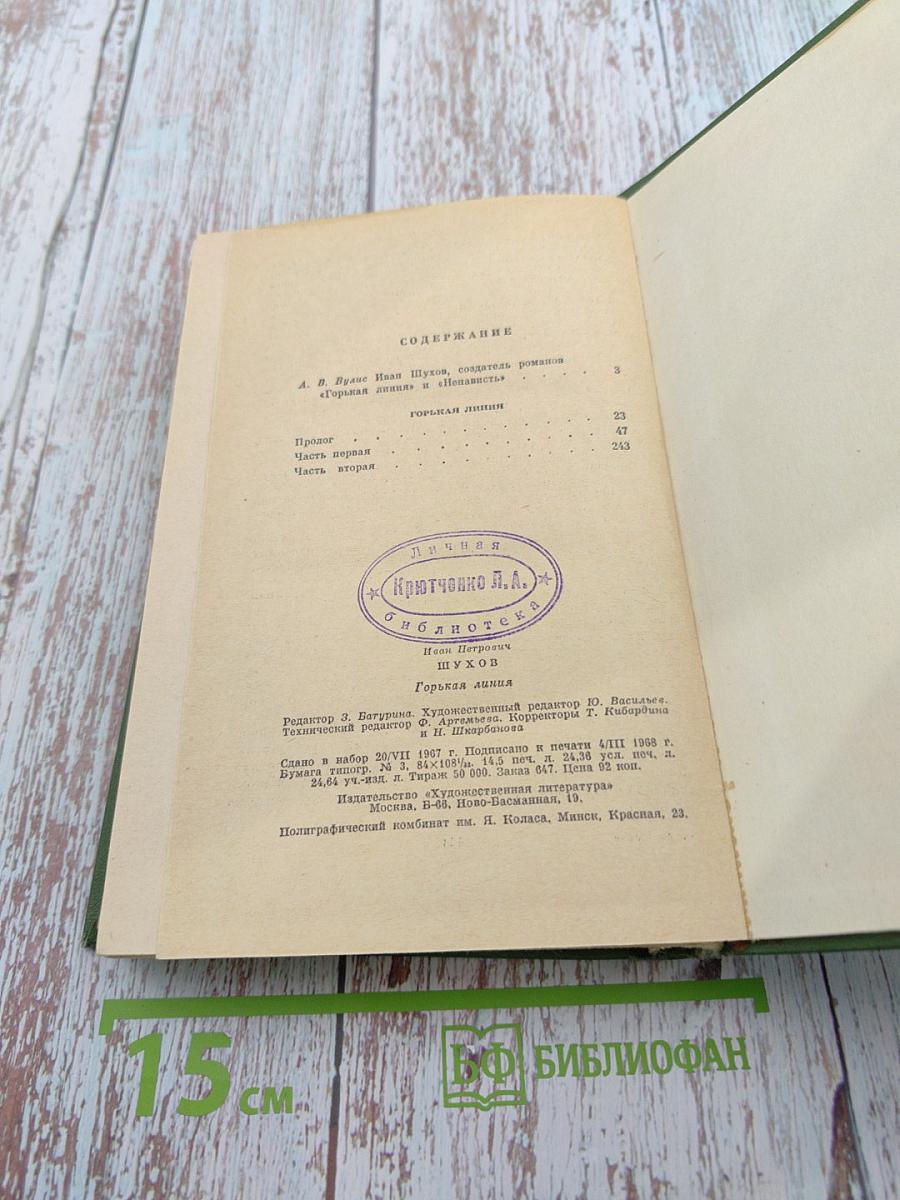 СОДЕРЖАНИЕ
А. В. Вулис Иван Шухов, создатель романов
«Горькая линия» и «Ненависть» . . . . 3
ГОРЬКАЯ ЛИНИЯ
Пролог . . . . . . . . . . 23
Часть первая . . . . . . . . . 47
Часть вторая . . . . . . . . . 243
Личная
Крютченко Л. А.
библиотека
Иван Петрович
ШУХОВ
Горькая линия
Редактор З. Батурина. Художественный редактор Ю. Васильев.
Технический редактор Ф. Артемьева. Корректоры Т. Кибардина
и Н. Шкарбанова
Сдано в набор 20/VII 1967 г. Подписано к печати 4/III 1968 г.
Бумага типогр. № 3, 84×108¹/₃₂. 14,5 печ. л. 24,36 усл. печ. л.
24,64 уч.-изд. л. Тираж 50 000. Заказ 647. Цена 92 коп.
Издательство «Художественная литература»
Москва, Б-66, Ново-Басманная, 19.
Полиграфический комбинат им. Я. Коласа, Минск, Красная, 23.
15 см
БФ БИБЛИОФАН